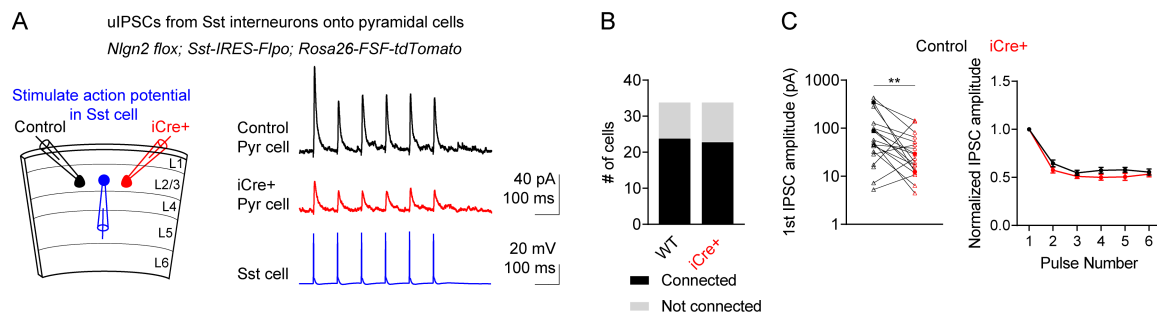 A
uIPSCs from Sst interneurons onto pyramidal cells
Nlgn2 flox; Sst-IRES-Flpo; Rosa26-FSF-tdTomato
Stimulate action potential
in Sst cell
Control
iCre+
L1
L2/3
L4
L5
L6
Control
Pyr cell
iCre+
Pyr cell
40 pA
100 ms
20 mV
100 ms
Sst cell
B
# of cells
40
30
20
10
0
WT
iCre+
Connected
Not connected
C
Control iCre+
1st IPSC amplitude (pA)
1000
100
10
1
**
Normalized IPSC amplitude
1.5
1.0
0.5
0.0
1 2 3 4 5 6
Pulse Number